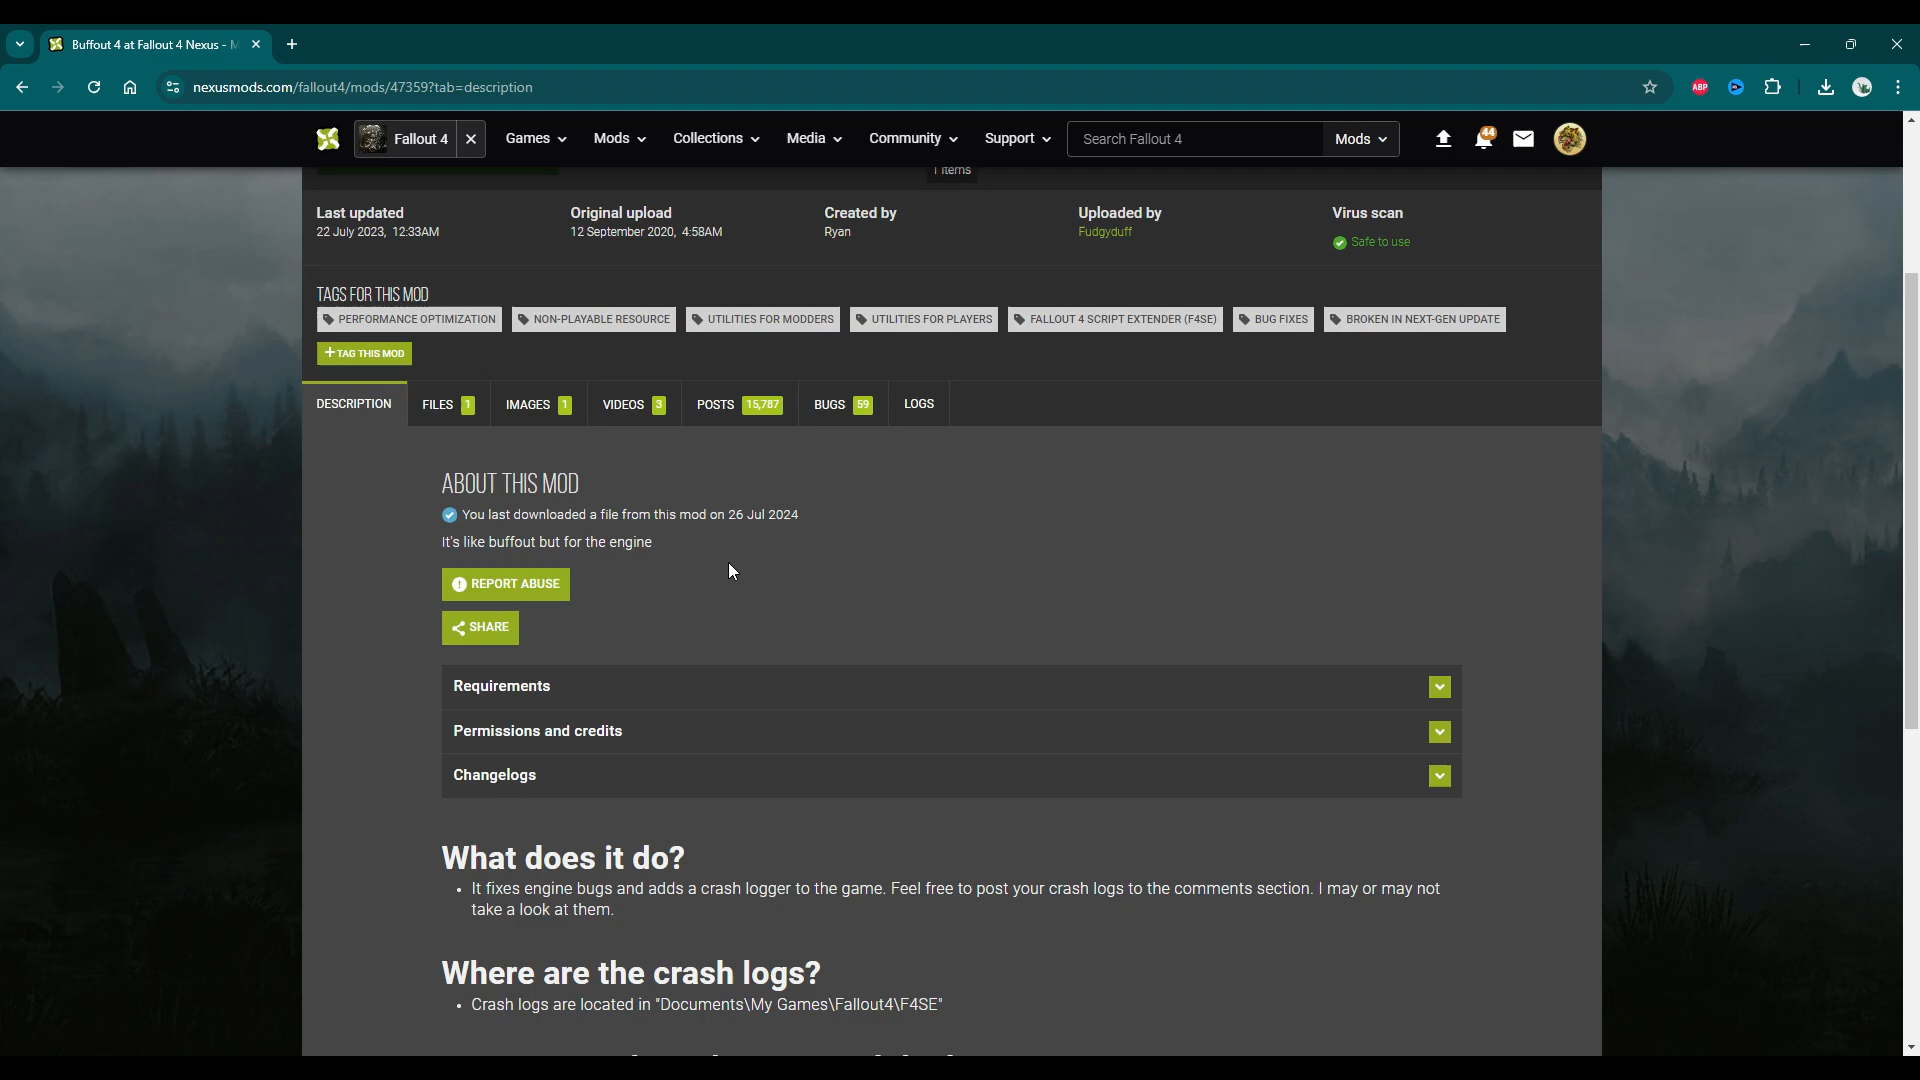 Buffout 4 at Fallout 4 Nexus - M
nexusmods.com/fallout4/mods/47359?tab=description
ABP
Fallout 4
Games
Mods
Collections
Media
Community
Support
Search Fallout 4
Mods
44
1 items
Last updated
22 July 2023, 12:33AM
Original upload
12 September 2020, 4:58AM
Created by
Ryan
Uploaded by
Fudgyduff
Virus scan
Safe to use
TAGS FOR THIS MOD
PERFORMANCE OPTIMIZATION
NON-PLAYABLE RESOURCE
UTILITIES FOR MODDERS
UTILITIES FOR PLAYERS
FALLOUT 4 SCRIPT EXTENDER (F4SE)
BUG FIXES
BROKEN IN NEXT-GEN UPDATE
TAG THIS MOD
DESCRIPTION
FILES 1
IMAGES 1
VIDEOS 3
POSTS 15,787
BUGS 59
LOGS
ABOUT THIS MOD
You last downloaded a file from this mod on 26 Jul 2024
It's like buffout but for the engine
REPORT ABUSE
SHARE
Requirements
Permissions and credits
Changelogs
What does it do?
• It fixes engine bugs and adds a crash logger to the game. Feel free to post your crash logs to the comments section. I may or may not
take a look at them.
Where are the crash logs?
• Crash logs are located in "Documents\My Games\Fallout4\F4SE"